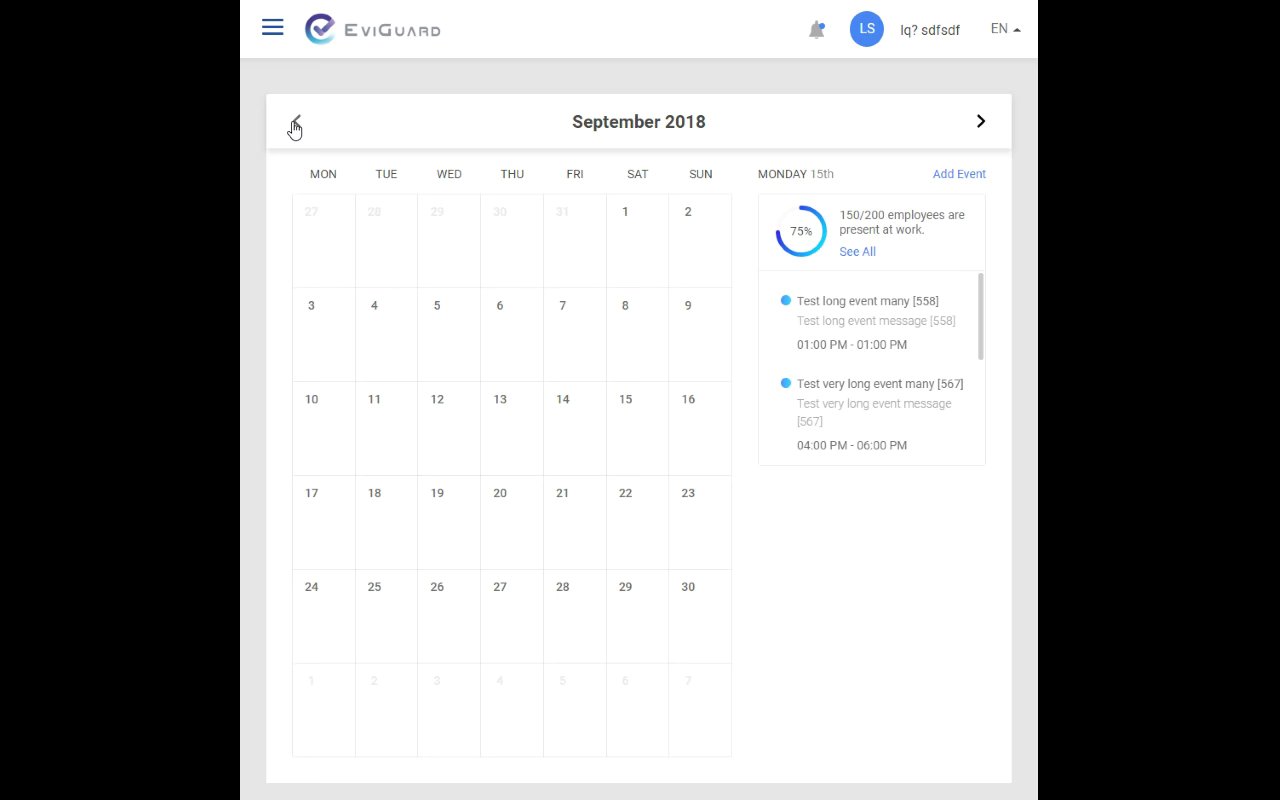 EviGuard
LS
lq? sdfsdf
EN
September 2018
MON TUE WED THU FRI SAT SUN
27 28 29 30 31 1 2
3 4 5 6 7 8 9
10 11 12 13 14 15 16
17 18 19 20 21 22 23
24 25 26 27 28 29 30
1 2 3 4 5 6 7
MONDAY 15th
Add Event
75%
150/200 employees are
present at work.
See All
Test long event many [558]
Test long event message [558]
01:00 PM - 01:00 PM
Test very long event many [567]
Test very long event message
[567]
04:00 PM - 06:00 PM